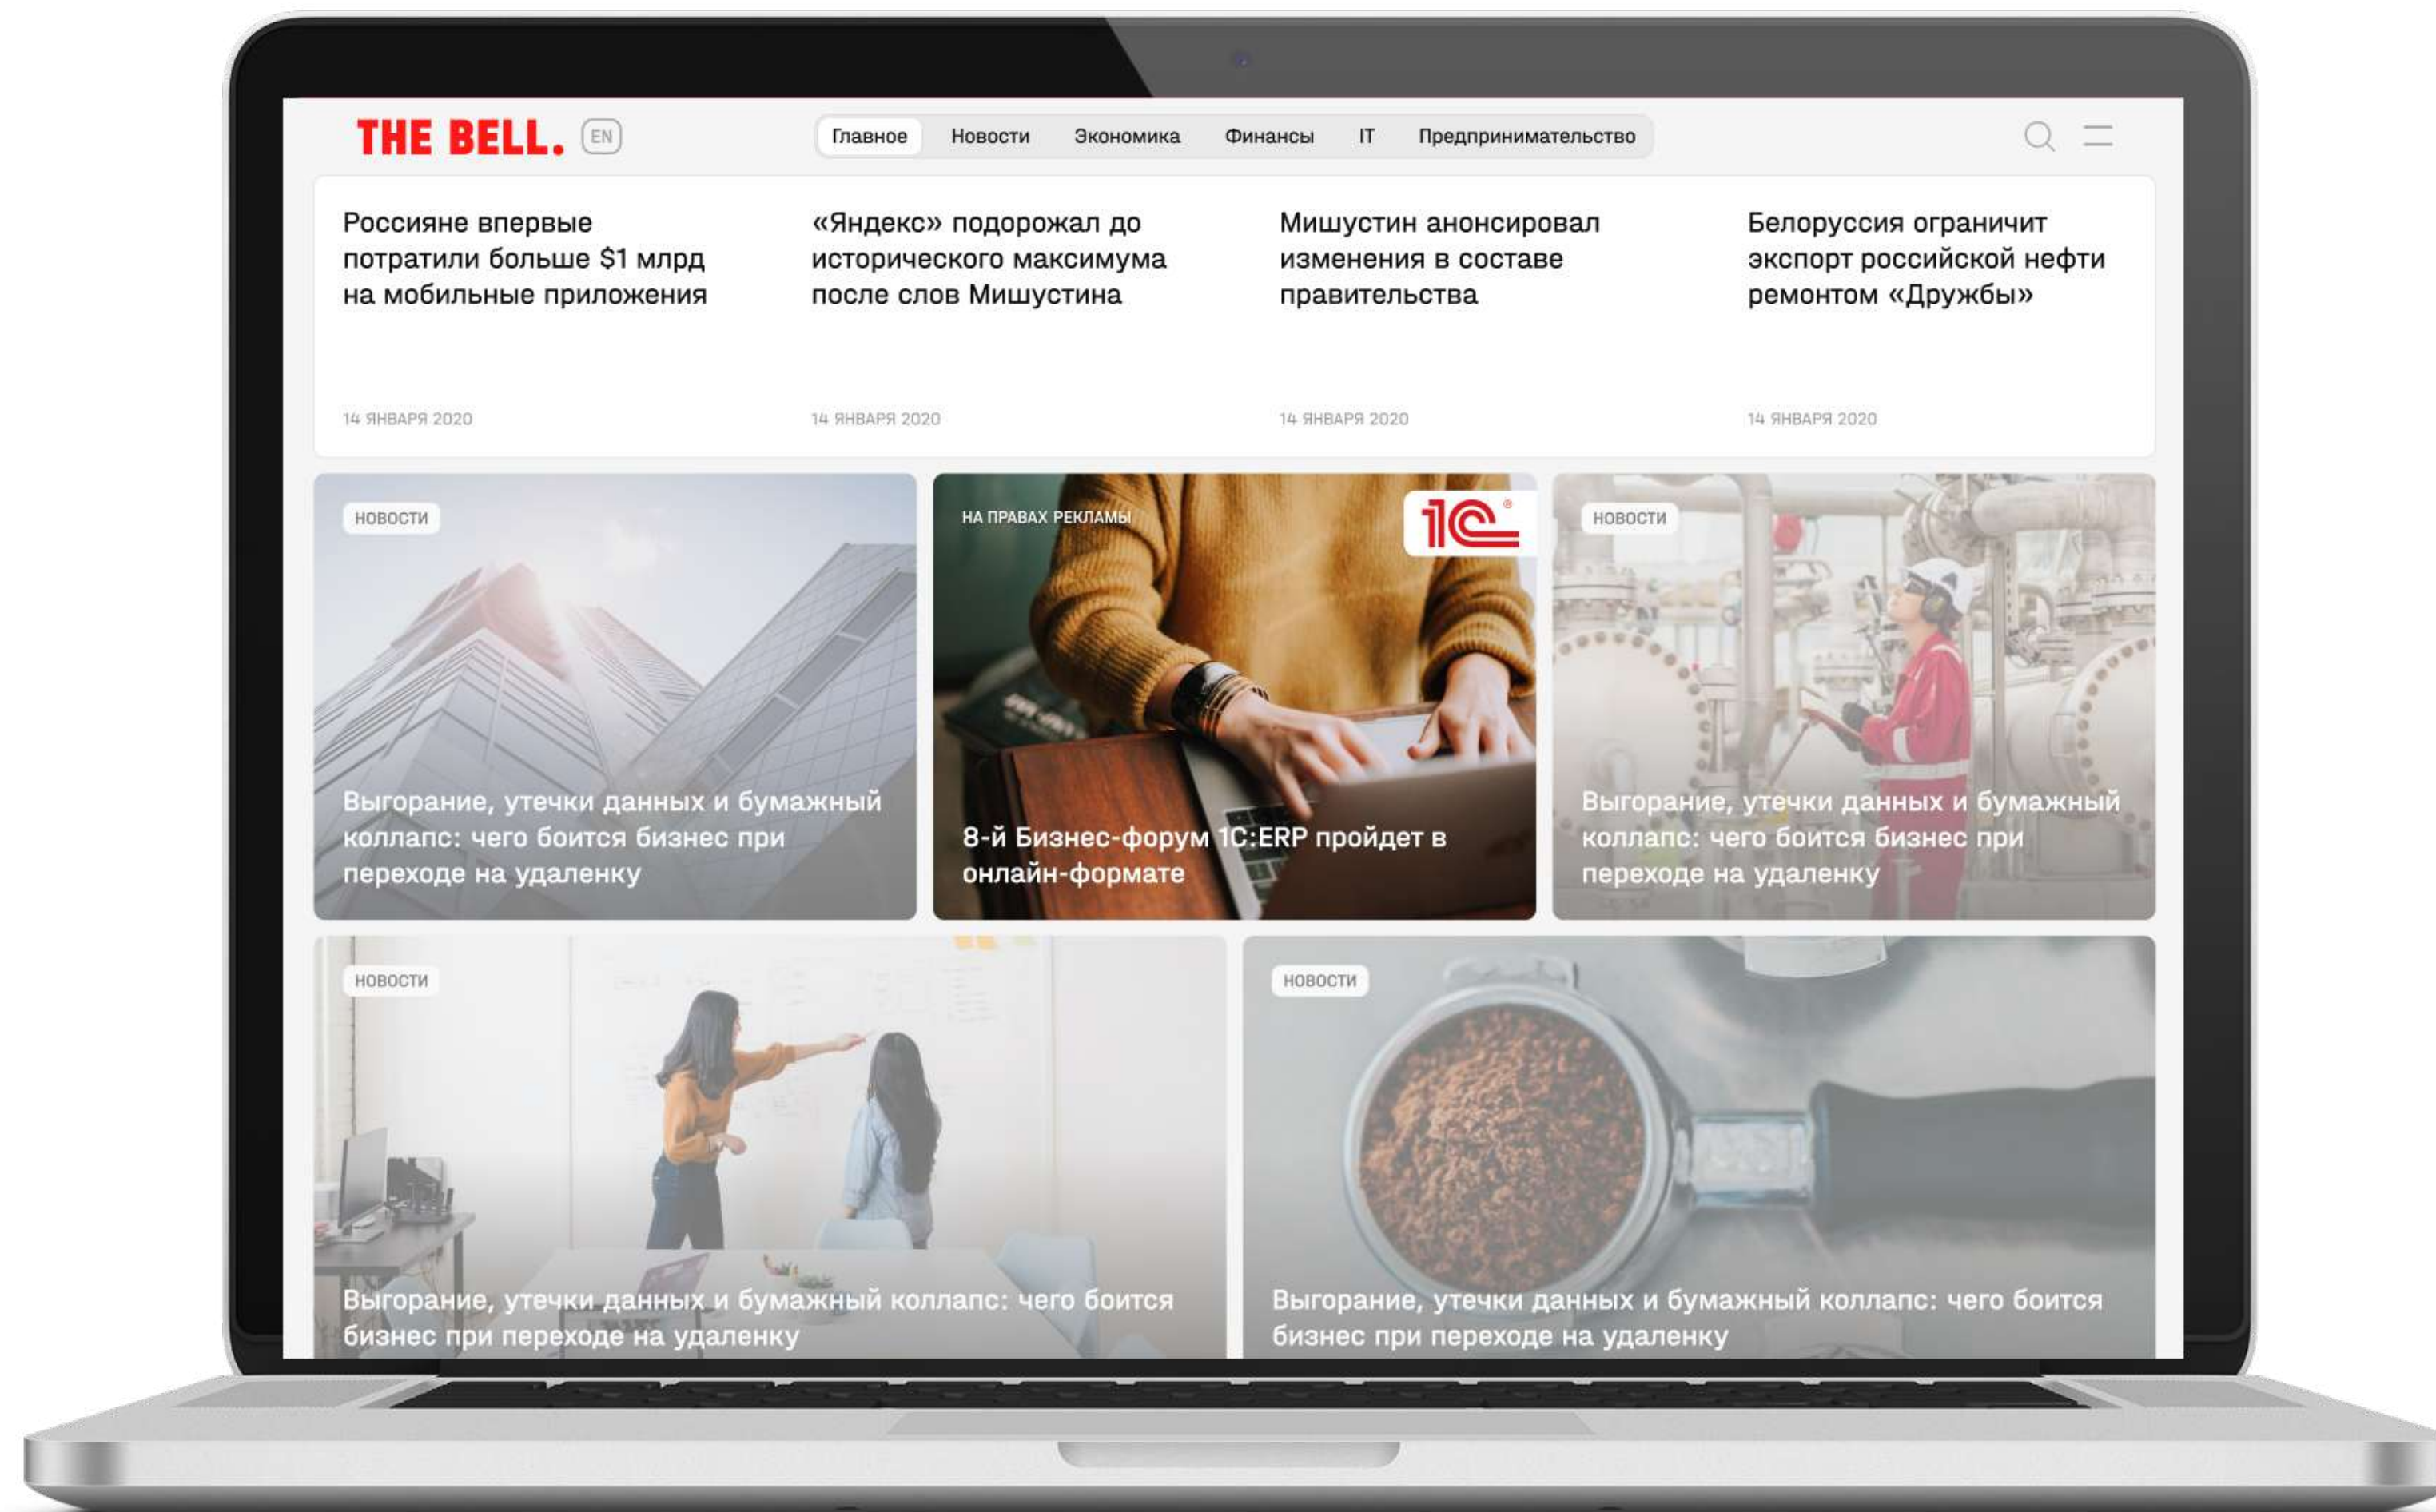 THE BELL.
EN
Главное
Новости
Экономика
Финансы
IT
Предпринимательство
Россияне впервые
потратили больше $1 млрд
на мобильные приложения
14 ЯНВАРЯ 2020
«Яндекс» подорожал до
исторического максимума
после слов Мишустина
14 ЯНВАРЯ 2020
Мишустин анонсировал
изменения в составе
правительства
14 ЯНВАРЯ 2020
Белоруссия ограничит
экспорт российской нефти
ремонтом «Дружбы»
14 ЯНВАРЯ 2020
НОВОСТИ
Выгорание, утечки данных и бумажный
коллапс: чего боится бизнес при
переходе на удаленку
НА ПРАВАХ РЕКЛАМЫ
1С®
8-й Бизнес-форум 1С:ERP пройдет в
онлайн-формате
НОВОСТИ
Выгорание, утечки данных и бумажный
коллапс: чего боится бизнес при
переходе на удаленку
НОВОСТИ
Выгорание, утечки данных и бумажный коллапс: чего боится
бизнес при переходе на удаленку
НОВОСТИ
Выгорание, утечки данных и бумажный коллапс: чего боится
бизнес при переходе на удаленку